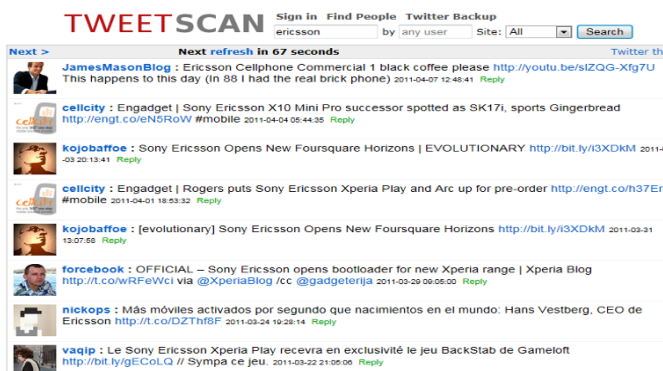 TWEETSCAN
Sign in Find People Twitter Backup
ericsson by any user Site: All Search
Next > Next refresh in 67 seconds Twitter th
JamesMasonBlog : Ericsson Cellphone Commercial 1 black coffee please http://youtu.be/sIZQG-Xfg7U
This happens to this day (In 88 I had the real brick phone) 2011-04-07 12:48:41 Reply
cellcity : Engadget | Sony Ericsson X10 Mini Pro successor spotted as SK17i, sports Gingerbread
http://engt.co/eN5RoW #mobile 2011-04-04 05:44:35 Reply
kojobaffoe : Sony Ericsson Opens New Foursquare Horizons | EVOLUTIONARY http://bit.ly/i3XDkM 2011-
-03 20:13:41 Reply
cellcity : Engadget | Rogers puts Sony Ericsson Xperia Play and Arc up for pre-order http://engt.co/h37Er
#mobile 2011-04-01 18:53:32 Reply
kojobaffoe : [evolutionary] Sony Ericsson Opens New Foursquare Horizons http://bit.ly/i3XDkM 2011-03-31
13:07:58 Reply
forcebook : OFFICIAL – Sony Ericsson opens bootloader for new Xperia range | Xperia Blog
http://t.co/wRFeWci via @XperiaBlog /cc @gadgeterija 2011-03-29 09:05:00 Reply
nickops : Más móviles activados por segundo que nacimientos en el mundo: Hans Vestberg, CEO de
Ericsson http://t.co/DZThf8F 2011-03-24 19:28:14 Reply
vaqip : Le Sony Ericsson Xperia Play recevra en exclusivité le jeu BackStab de Gameloft
http://bit.ly/gECoLQ // Sympa ce jeu. 2011-03-22 21:05:06 Reply